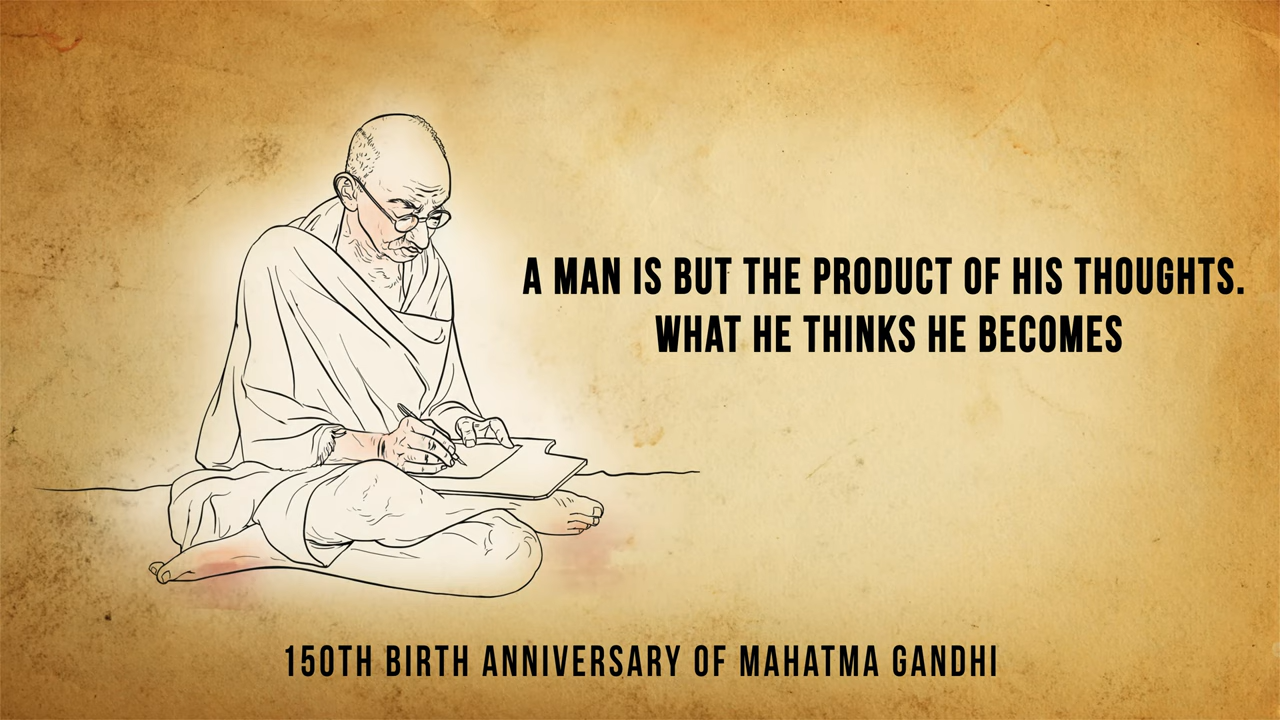 A MAN IS BUT THE PRODUCT OF HIS THOUGHTS.
WHAT HE THINKS HE BECOMES
150TH BIRTH ANNIVERSARY OF MAHATMA GANDHI